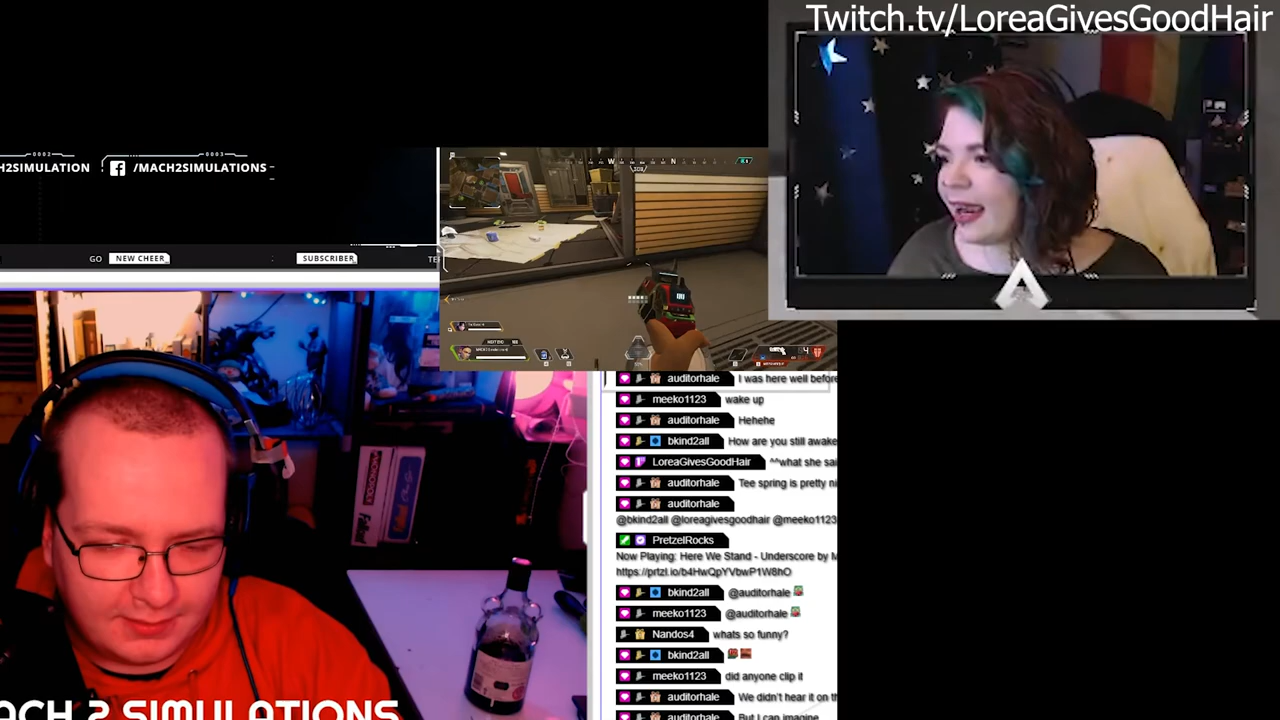 Twitch.tv/LoreaGivesGoodHair
H2SIMULATION
/MACH2SIMULATIONS
GO
NEW CHEER
SUBSCRIBER
W
N
auditorhale I was here well before
meeko1123 wake up
auditorhale Hehehe
bkind2all How are you still awake
LoreaGivesGoodHair ^^what she sai
auditorhale Tee spring is pretty ni
auditorhale
@bkind2all @loreagivesgoodhair @meeko1123
PretzelRocks
Now Playing: Here We Stand - Underscore by M
https://prtzl.io/b4HwQpYVbwP1W8hO
bkind2all @auditorhale
meeko1123 @auditorhale
Nandos4 whats so funny?
bkind2all
meeko1123 did anyone clip it
auditorhale We didn't hear it on th
auditorhale But I can imagine
ACH 2 SIMULATIONS